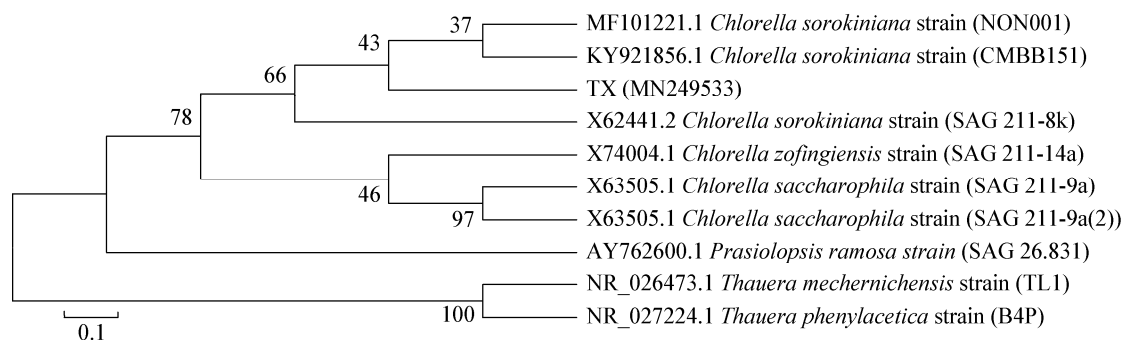 MF101221.1 Chlorella sorokiniana strain (NON001)
37
KY921856.1 Chlorella sorokiniana strain (CMBB151)
43
TX (MN249533)
66
X62441.2 Chlorella sorokiniana strain (SAG 211-8k)
78
X74004.1 Chlorella zofingiensis strain (SAG 211-14a)
46
X63505.1 Chlorella saccharophila strain (SAG 211-9a)
97
X63505.1 Chlorella saccharophila strain (SAG 211-9a(2))
AY762600.1 Prasiolopsis ramosa strain (SAG 26.831)
NR_026473.1 Thauera mechernichensis strain (TL1)
100
NR_027224.1 Thauera phenylacetica strain (B4P)
0.1